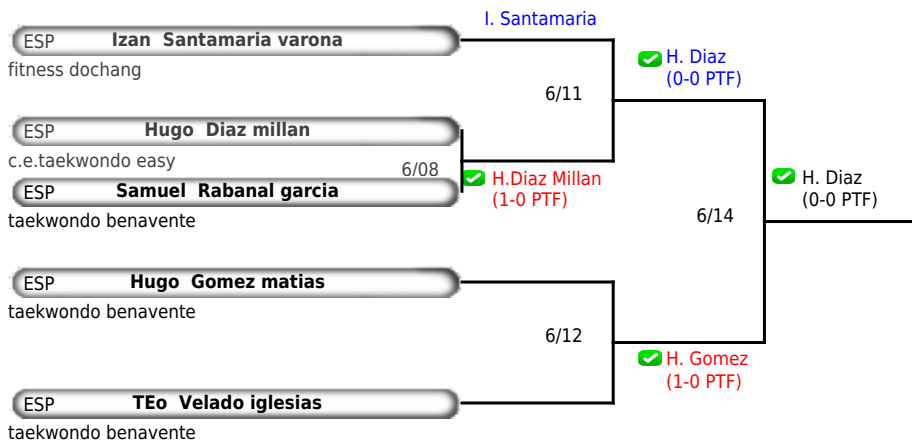 I. Santamaria
ESP Izan Santamaria varona
fitness dochang
H. Diaz
(0-0 PTF)
6/11
ESP Hugo Diaz millan
c.e.taekwondo easy
6/08
H.Diaz Millan
(1-0 PTF)
H. Diaz
(0-0 PTF)
ESP Samuel Rabanal garcia
taekwondo benavente
6/14
ESP Hugo Gomez matias
taekwondo benavente
6/12
H. Gomez
(1-0 PTF)
ESP TEo Velado iglesias
taekwondo benavente